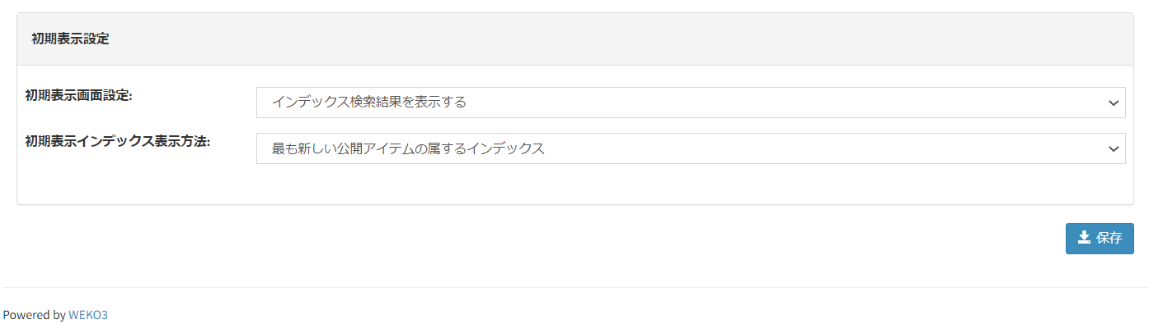 初期表示設定
初期表示画面設定:
インデックス検索結果を表示する
初期表示インデックス表示方法:
最も新しい公開アイテムの属するインデックス
保存
Powered by WEKO3